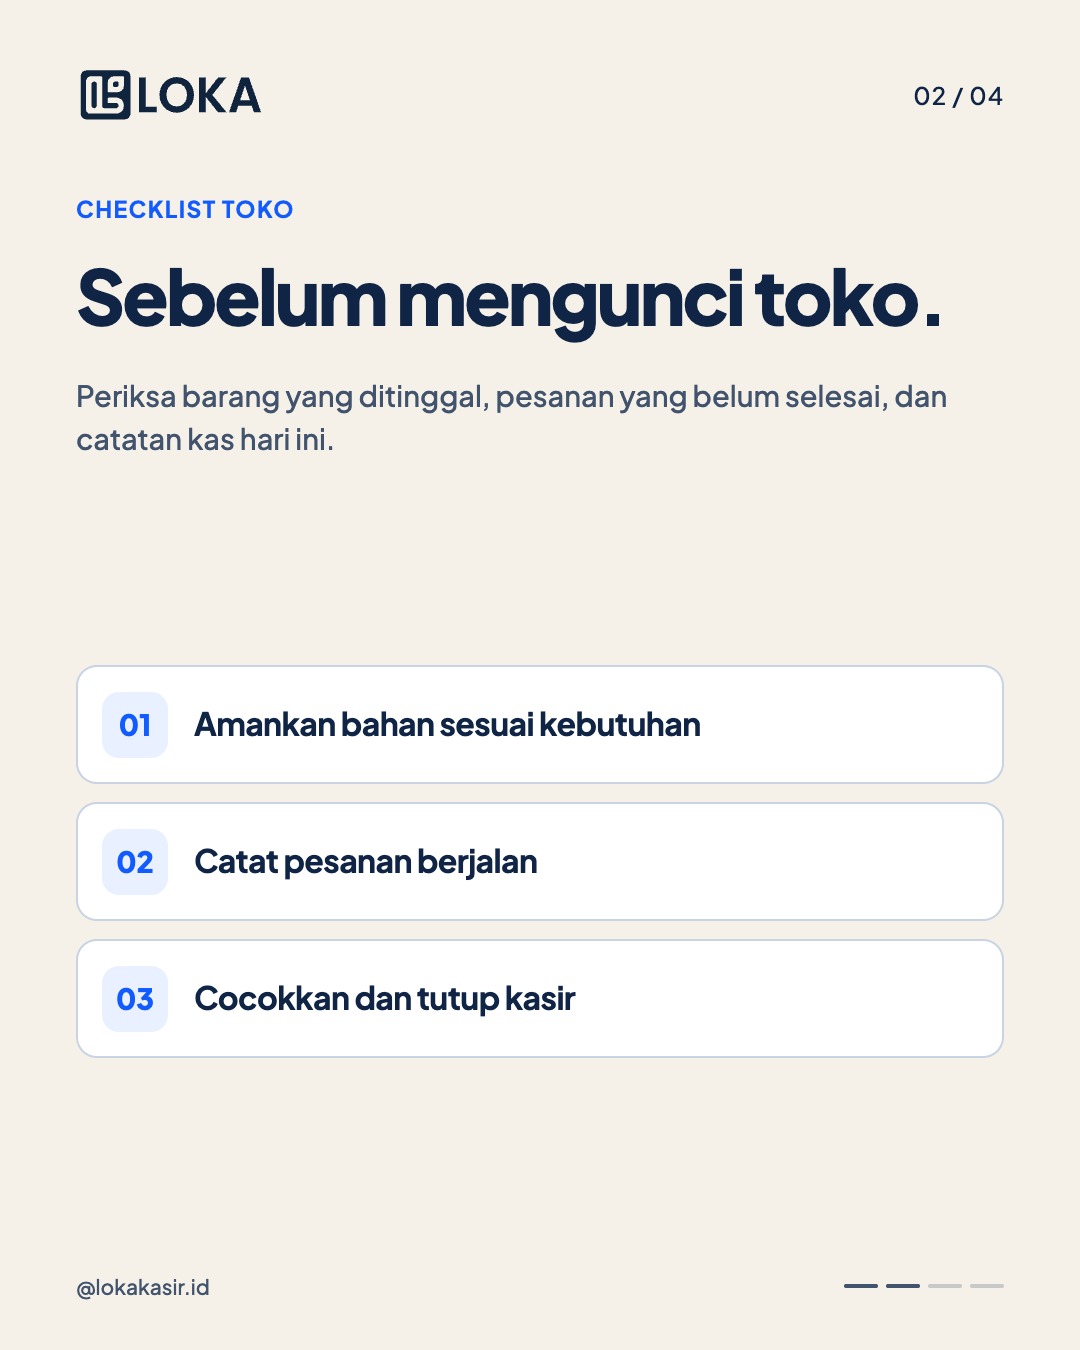 LOKA
02 / 04
CHECKLIST TOKO
Sebelum mengunci toko.
Periksa barang yang ditinggal, pesanan yang belum selesai, dan
catatan kas hari ini.
01 Amankan bahan sesuai kebutuhan
02 Catat pesanan berjalan
03 Cocokkan dan tutup kasir
@lokakasir.id